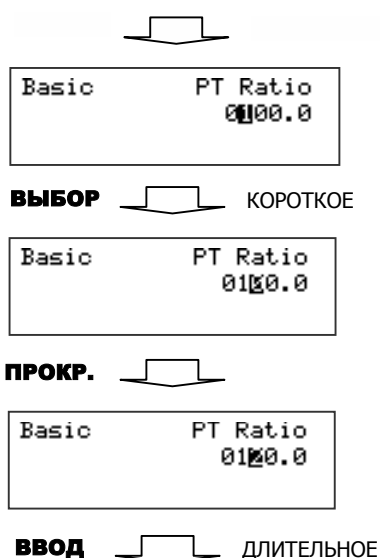 Basic PT Ratio
0100.0
ВЫБОР КОРОТКОЕ
Basic PT Ratio
0100.0
ПРОКР.
Basic PT Ratio
0120.0
ВВОД ДЛИТЕЛЬНОЕ